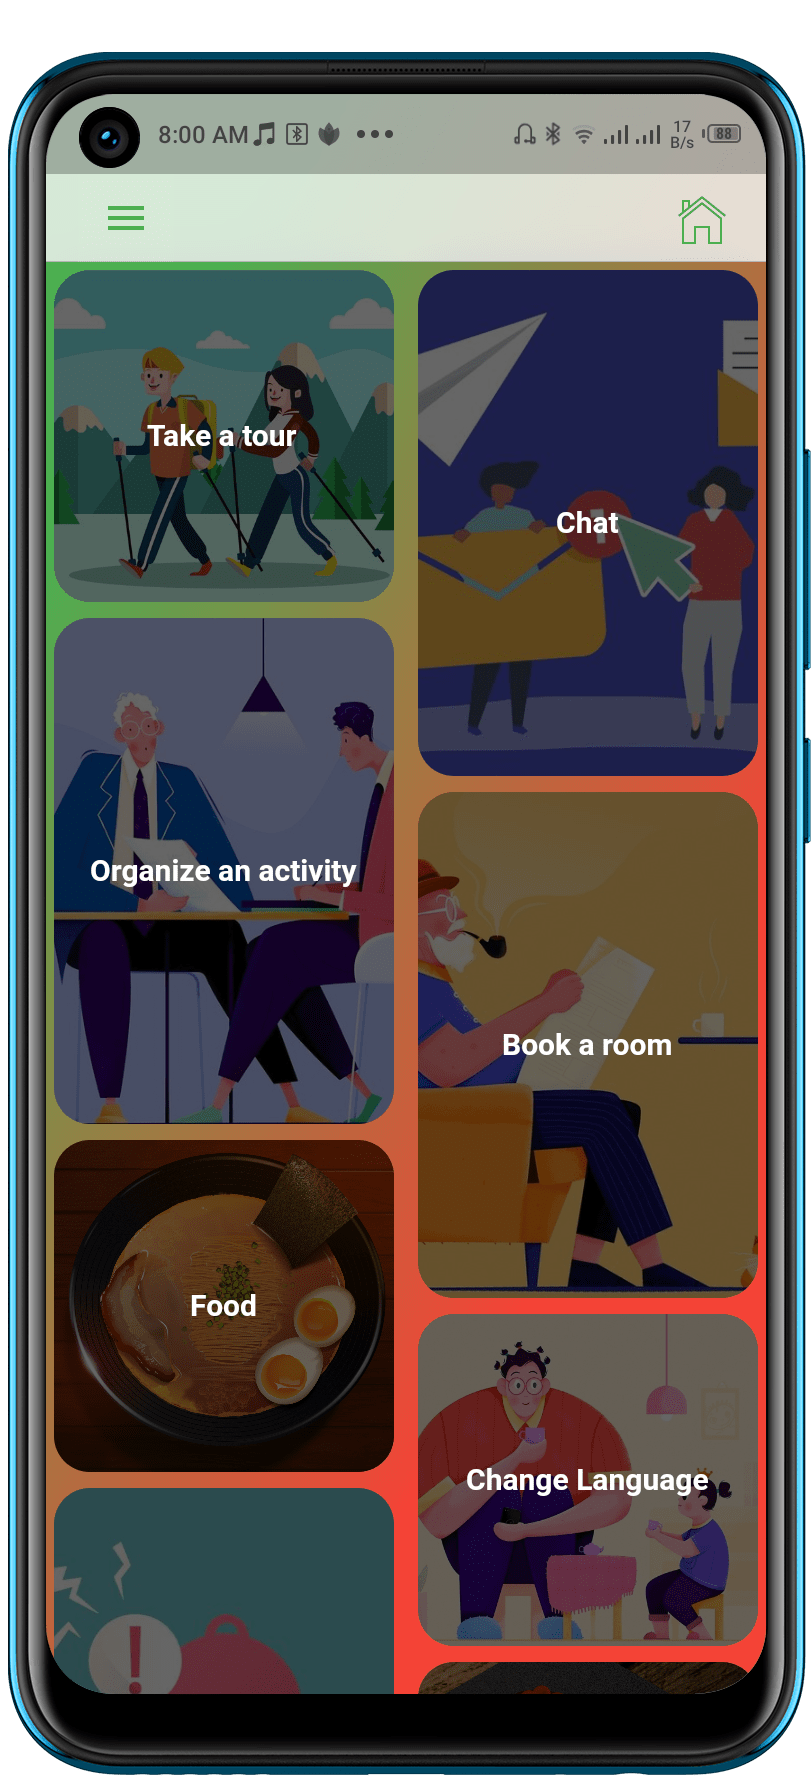 8:00 AM
17
B/s
88
Take a tour
Chat
Organize an activity
Book a room
Food
Change Language